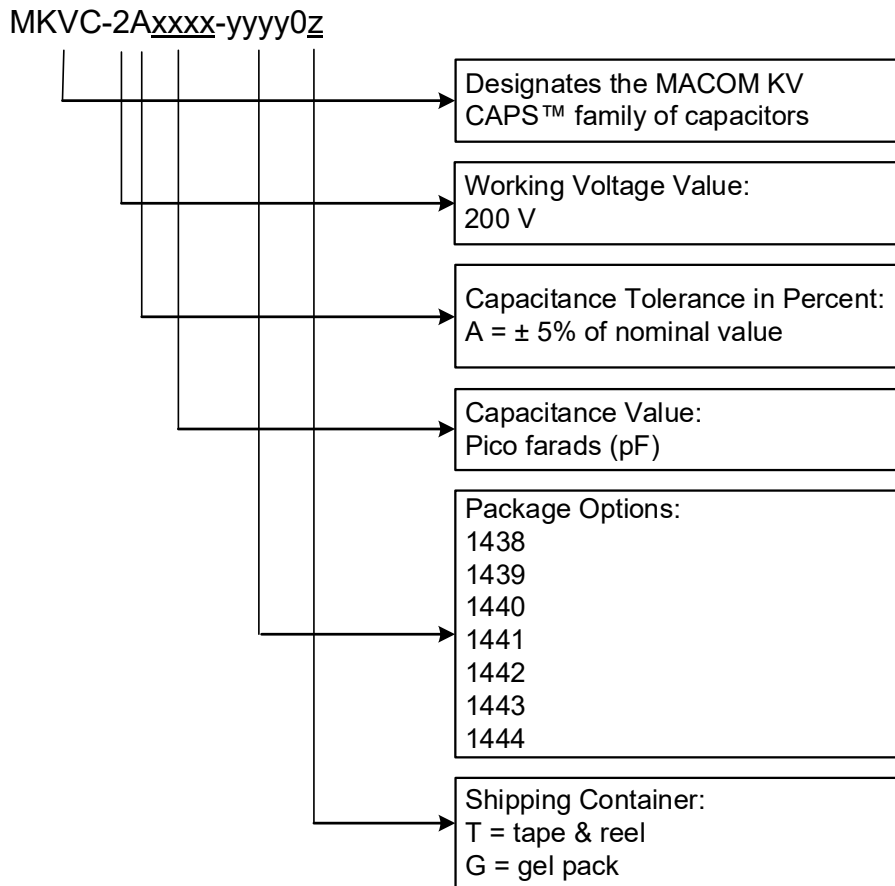 MKVC-2Axxxx-yyyy0z
Designates the MACOM KV
CAPS™ family of capacitors
Working Voltage Value:
200 V
Capacitance Tolerance in Percent:
A = ± 5% of nominal value
Capacitance Value:
Pico farads (pF)
Package Options:
1438
1439
1440
1441
1442
1443
1444
Shipping Container:
T = tape & reel
G = gel pack